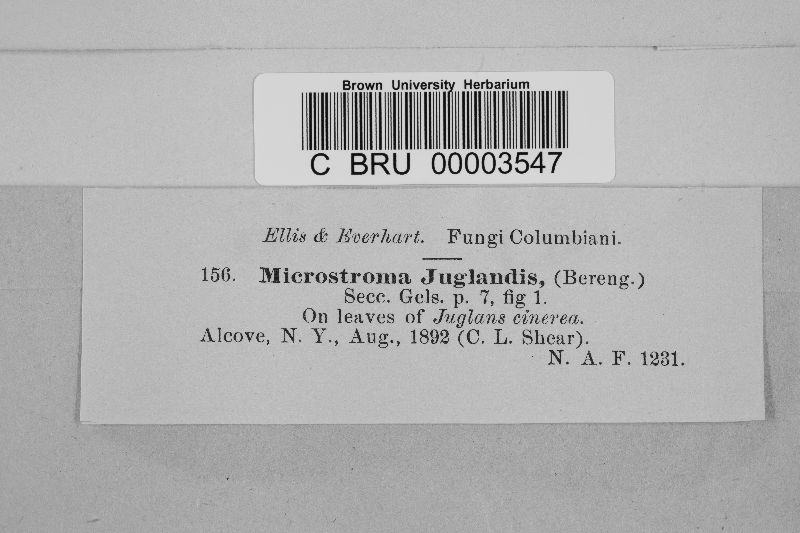 Brown University Herbarium
C BRU 00003547
Ellis & Everhart. Fungi Columbiani.
156. Microstroma Juglandis, (Bereng.)
Secc. Gels. p. 7, fig 1.
On leaves of Juglans cinerea.
Alcove, N. Y., Aug., 1892 (C. L. Shear).
N. A. F. 1231.